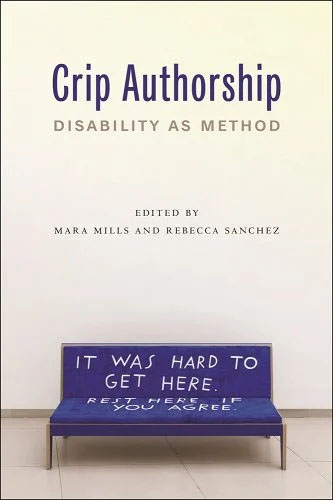 Crip Authorship
DISABILITY AS METHOD
EDITED BY
MARA MILLS AND REBECCA SANCHEZ
IT WAS HARD TO
GET HERE.
REST HERE IF
YOU AGREE.